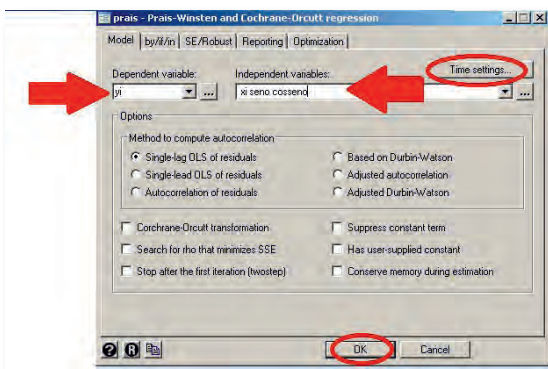 prais - Prais-Winsten and Cochrane-Orcutt regression
Model by/if/in SE/Robust Reporting Optimization
Dependent variable: Independent variables: Time settings...
yi ... xi seno cosseno ...
Options
Method to compute autocorrelation
Single-lag OLS of residuals Based on Durbin-Watson
Single-lead OLS of residuals Adjusted autocorrelation
Autocorrelation of residuals Adjusted Durbin-Watson
Corchrane-Orcutt transformation Suppress constant term
Search for rho that minimizes SSE Has user-supplied constant
Stop after the first iteration (twostep) Conserve memory during estimation
OK Cancel